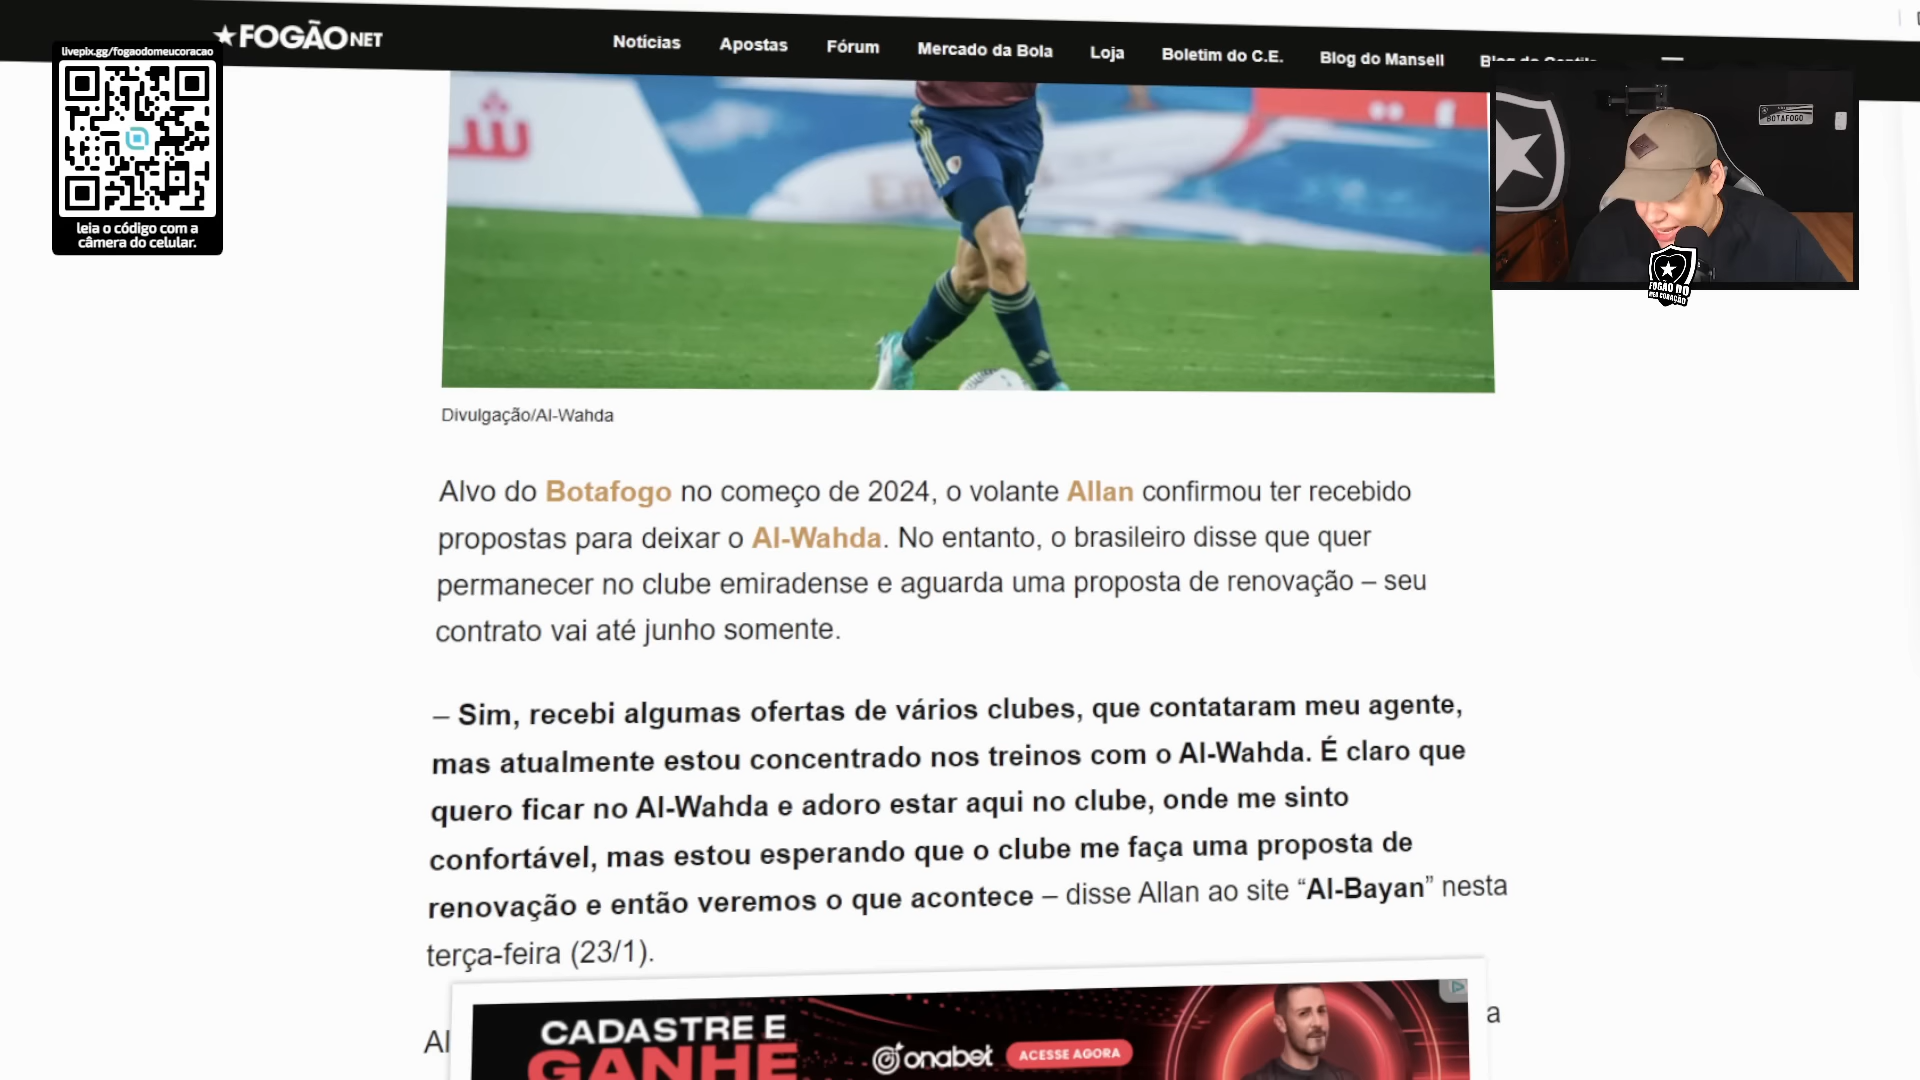 ★FOGÃO NET
Notícias
Apostas
Fórum
Mercado da Bola
Loja
Boletim do C.E.
Blog do Mansell
livepix.gg/fogaodomeucoracao
leia o código com a
câmera do celular.
شـ
BOTAFOGO
FOGÃO DO
MEU CORAÇÃO
Divulgação/Al-Wahda
Alvo do Botafogo no começo de 2024, o volante Allan confirmou ter recebido
propostas para deixar o Al-Wahda. No entanto, o brasileiro disse que quer
permanecer no clube emiradense e aguarda uma proposta de renovação – seu
contrato vai até junho somente.
– Sim, recebi algumas ofertas de vários clubes, que contataram meu agente,
mas atualmente estou concentrado nos treinos com o Al-Wahda. É claro que
quero ficar no Al-Wahda e adoro estar aqui no clube, onde me sinto
confortável, mas estou esperando que o clube me faça uma proposta de
renovação e então veremos o que acontece – disse Allan ao site “Al-Bayan” nesta
terça-feira (23/1).
Al
a
CADASTRE E
GANHE
onabet
ACESSE AGORA